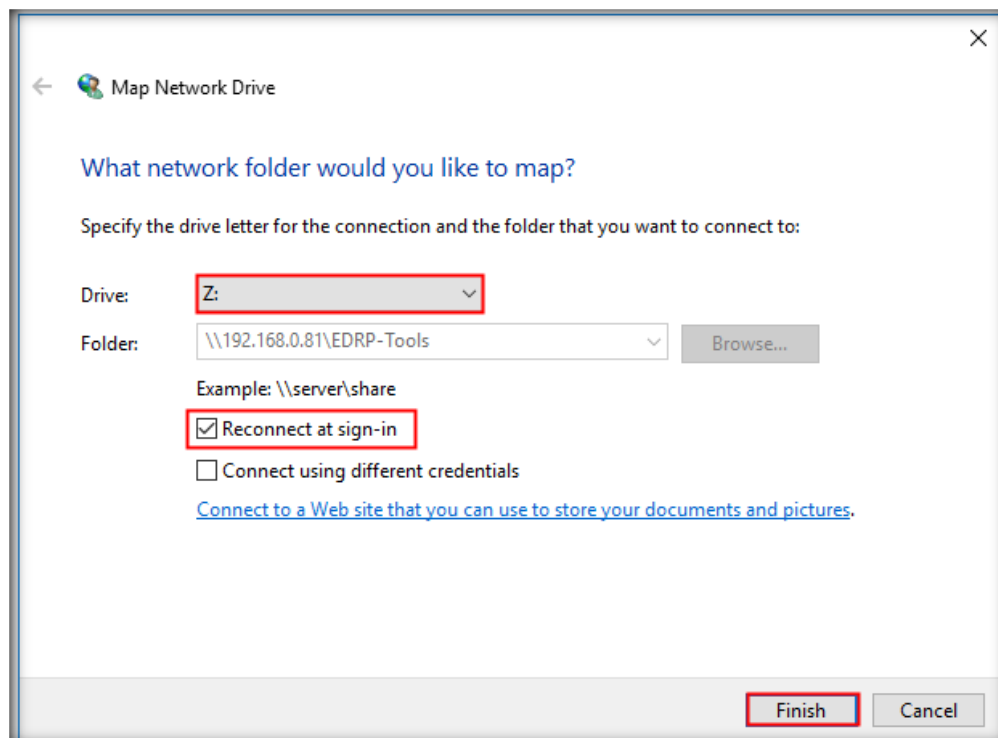 Map Network Drive
What network folder would you like to map?
Specify the drive letter for the connection and the folder that you want to connect to:
Drive: Z:
Folder: \\192.168.0.81\EDRP-Tools Browse...
Example: \\server\share
Reconnect at sign-in
Connect using different credentials
Connect to a Web site that you can use to store your documents and pictures.
Finish Cancel